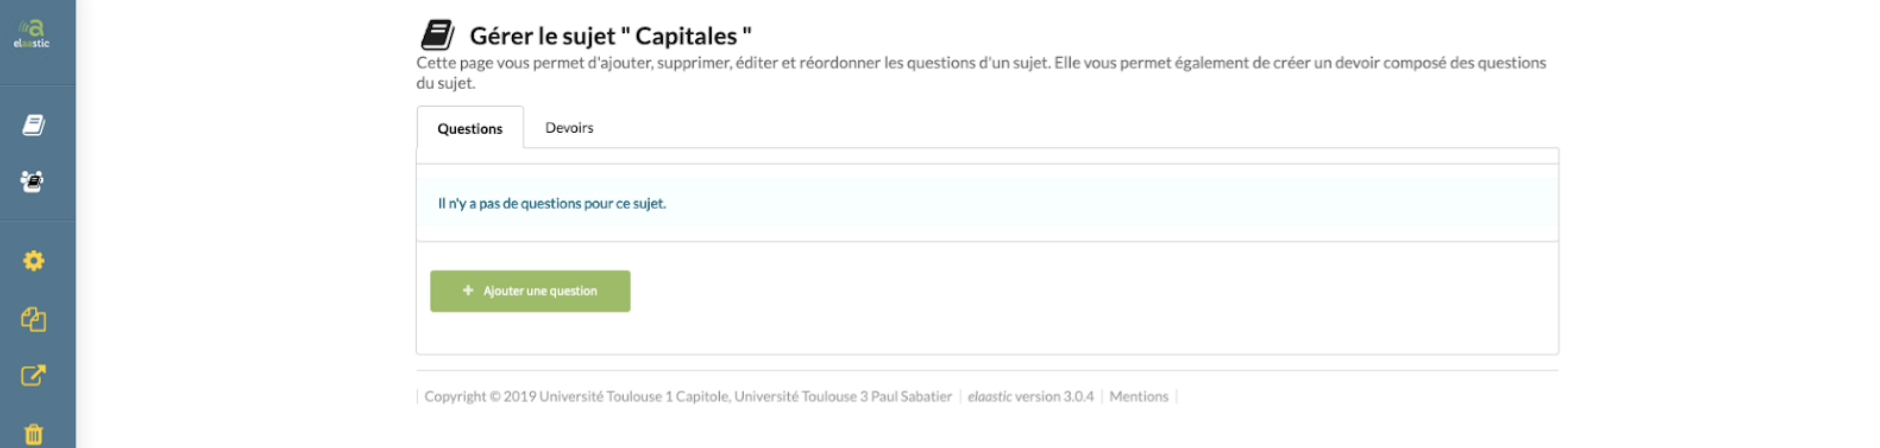 elaastic
Gérer le sujet " Capitales "
Cette page vous permet d'ajouter, supprimer, éditer et réordonner les questions d'un sujet. Elle vous permet également de créer un devoir composé des questions
du sujet.
Questions Devoirs
Il n'y a pas de questions pour ce sujet.
+ Ajouter une question
| Copyright © 2019 Université Toulouse 1 Capitole, Université Toulouse 3 Paul Sabatier | elaastic version 3.0.4 | Mentions |